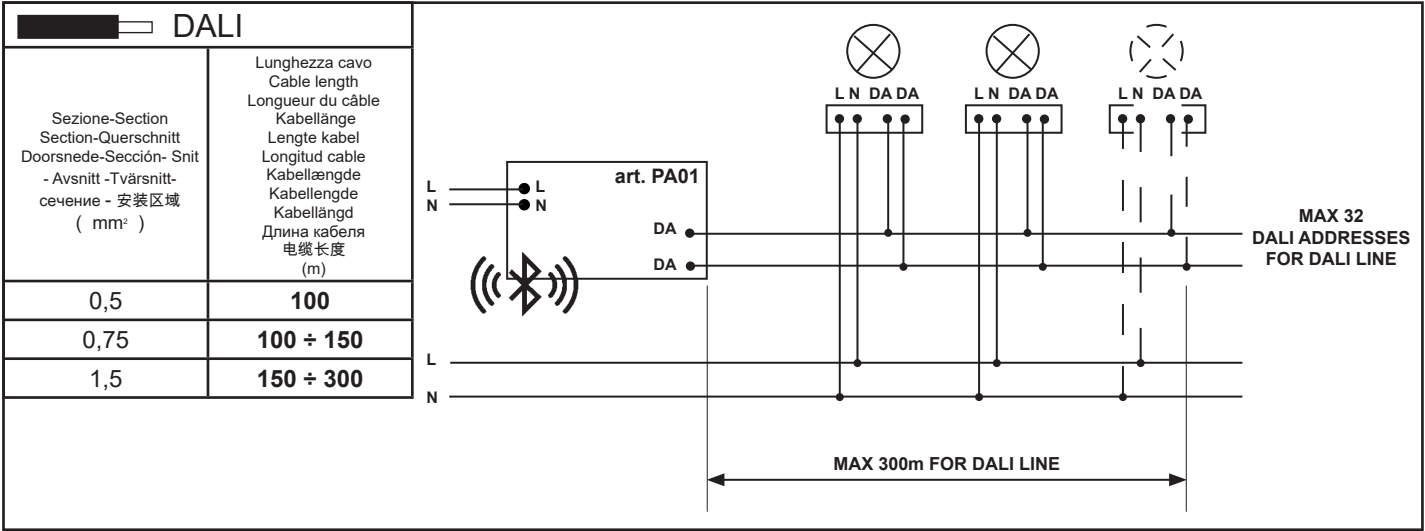 DALI
Sezione-Section
Section-Querschnitt
Doorsnede-Sección- Snit
- Avsnitt -Tvärsnitt-
сечение - 安装区域
( mm² )
Lunghezza cavo
Cable length
Longueur du câble
Kabellänge
Lengte kabel
Longitud cable
Kabellængde
Kabellengde
Kabellängd
Длина кабеля
电缆长度
(m)
0,5 100
0,75 100 ÷ 150
1,5 150 ÷ 300
L N DA DA
L N DA DA
L N DA DA
art. PA01
L L
N N
DA
DA
MAX 32
DALI ADDRESSES
FOR DALI LINE
L
N
MAX 300m FOR DALI LINE